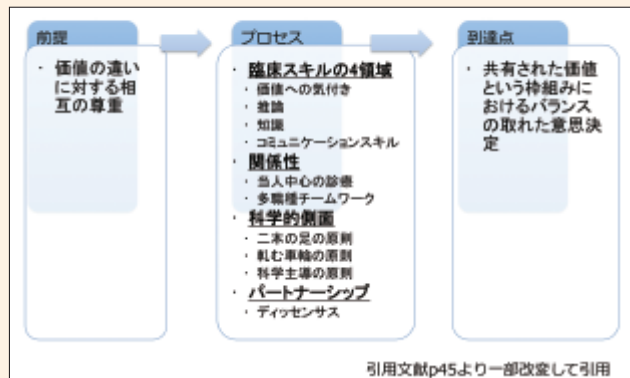 前提
・ 価値の違い
に対する相
互の尊重
プロセス
・ 臨床スキルの4領域
・ 価値への気付き
・ 推論
・ 知識
・ コミュニケーションスキル
・ 関係性
・ 当人中心の診療
・ 多職種チームワーク
・ 科学的側面
・ 二本の足の原則
・ 軋む車輪の原則
・ 科学主導の原則
・ パートナーシップ
・ ディッセンサス
到達点
・ 共有された価値
という枠組みに
おけるバランス
の取れた意思決
定
引用文献p45より一部改変して引用